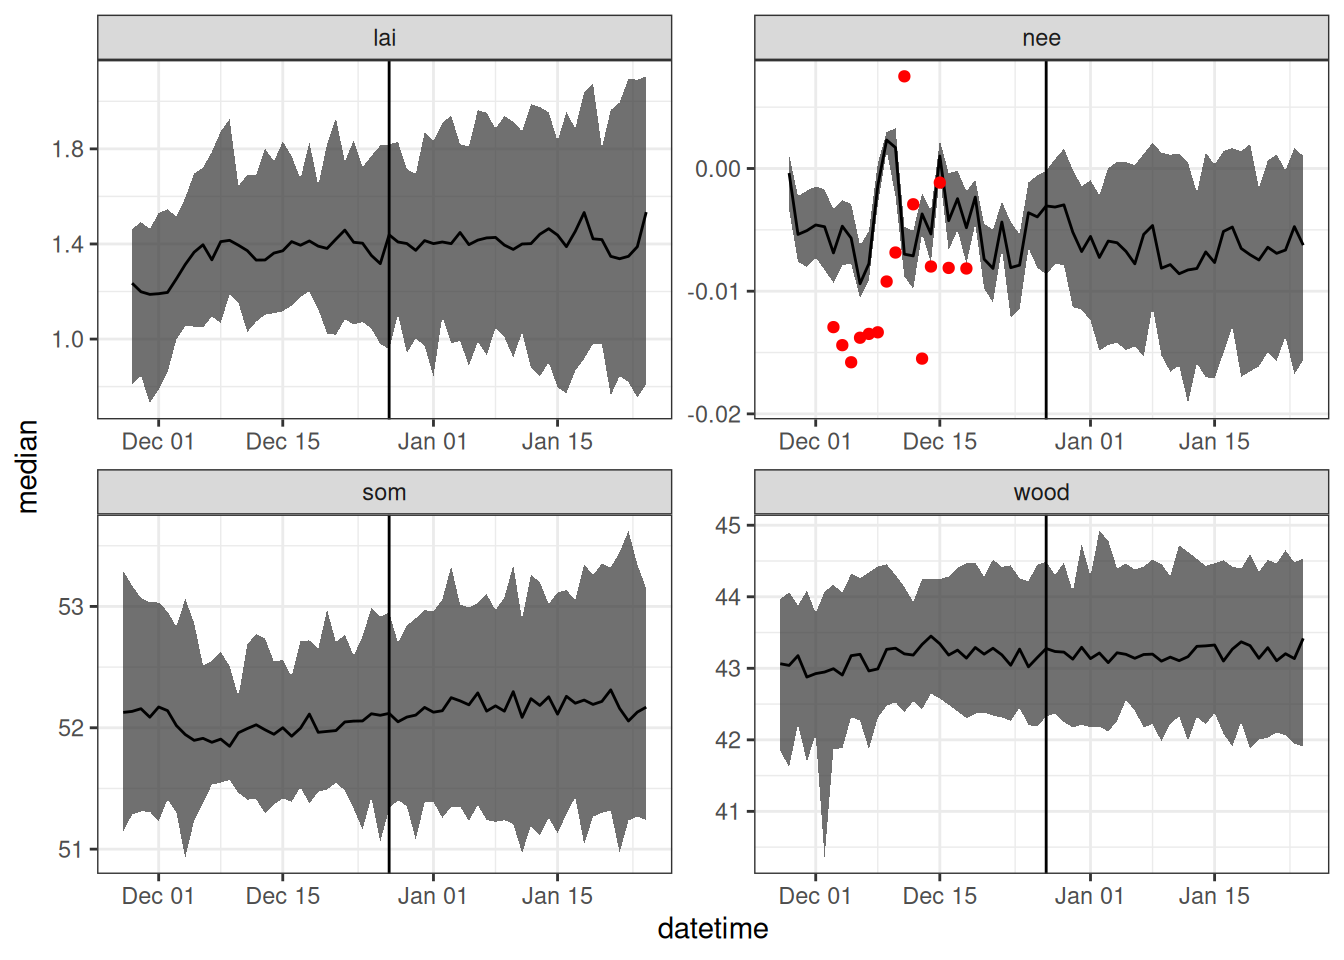 lai
nee
1.8
1.4
1.0
0.00
-0.01
-0.02
Dec 01 Dec 15 Jan 01 Jan 15
Dec 01 Dec 15 Jan 01 Jan 15
median
som
wood
53
52
51
45
44
43
42
41
Dec 01 Dec 15 Jan 01 Jan 15
Dec 01 Dec 15 Jan 01 Jan 15
datetime